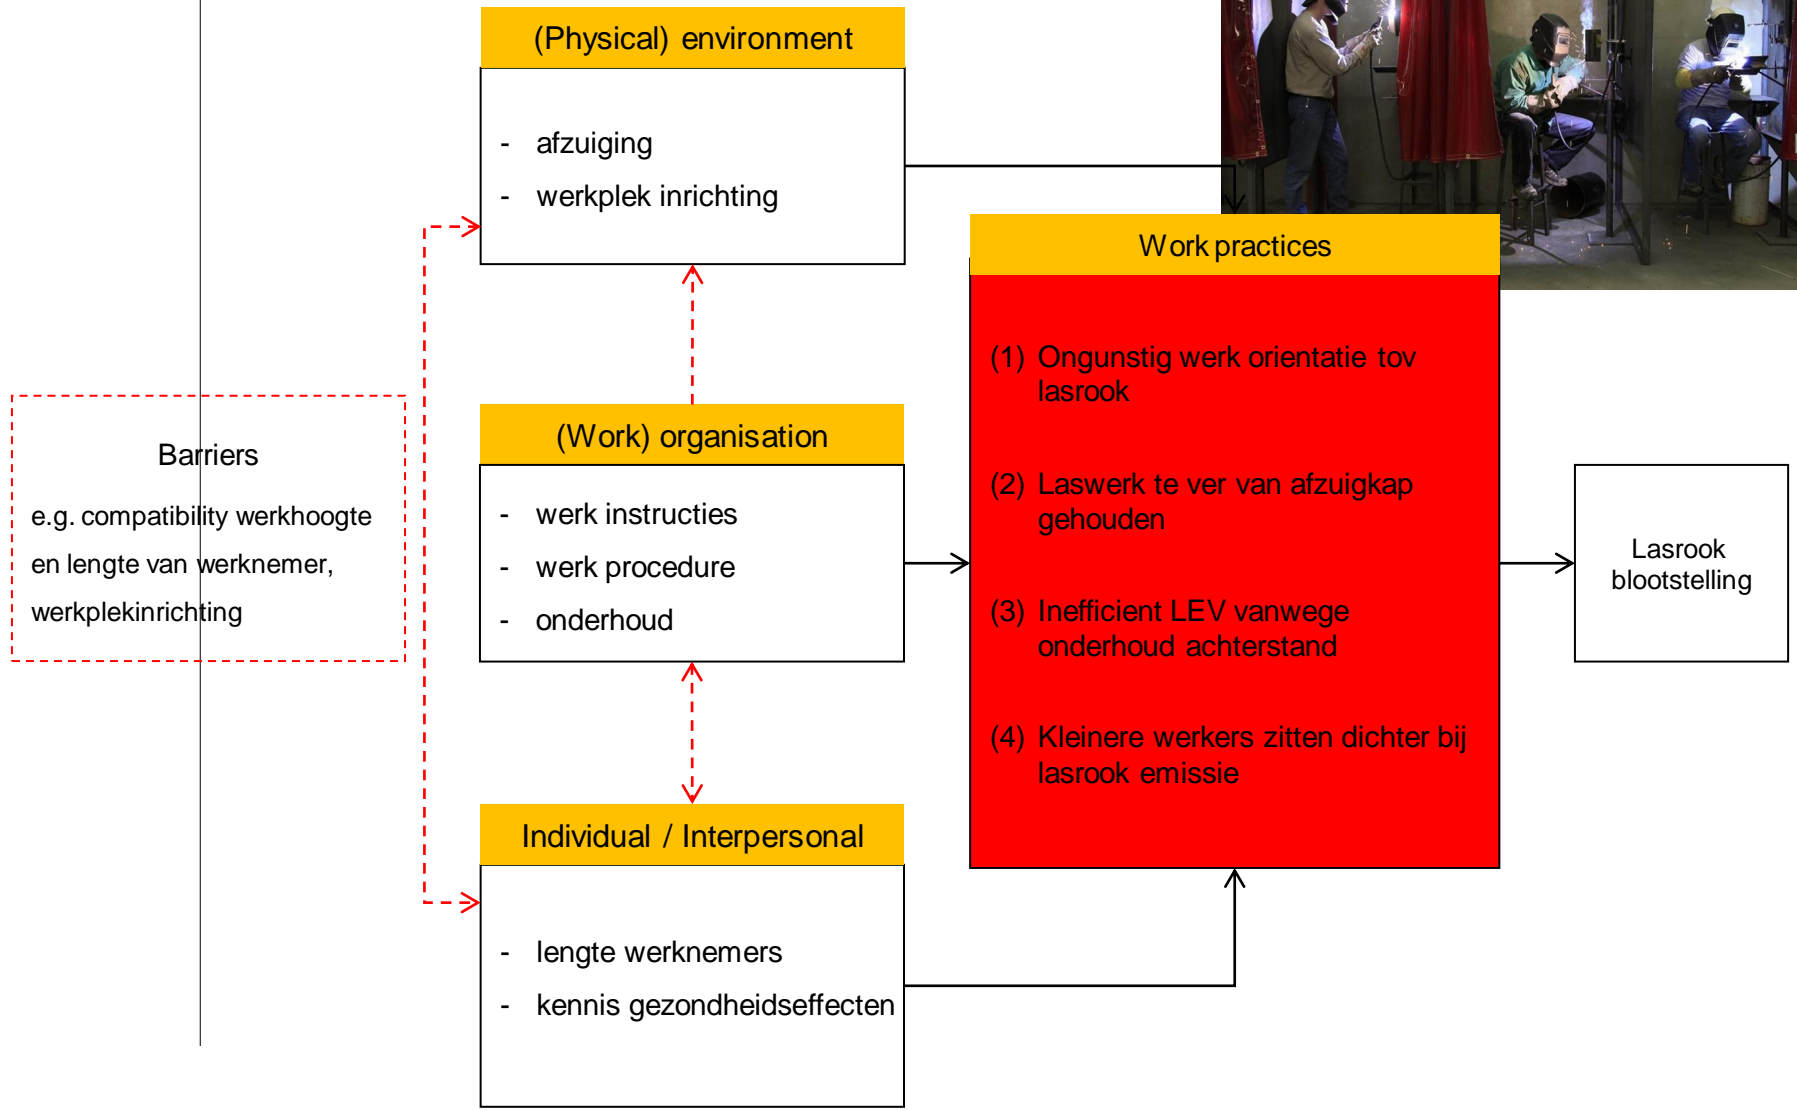 (Physical) environment
- afzuiging
- werkplek inrichting
Barriers
e.g. compatibility werkhoogte
en lengte van werknemer,
werkplekinrichting
(Work) organisation
- werk instructies
- werk procedure
- onderhoud
Individual / Interpersonal
- lengte werknemers
- kennis gezondheidseffecten
Work practices
(1) Ongunstig werk orientatie tov
lasrook
(2) Laswerk te ver van afzuigkap
gehouden
(3) Inefficient LEV vanwege
onderhoud achterstand
(4) Kleinere werkers zitten dichter bij
lasrook emissie
Lasrook
blootstelling